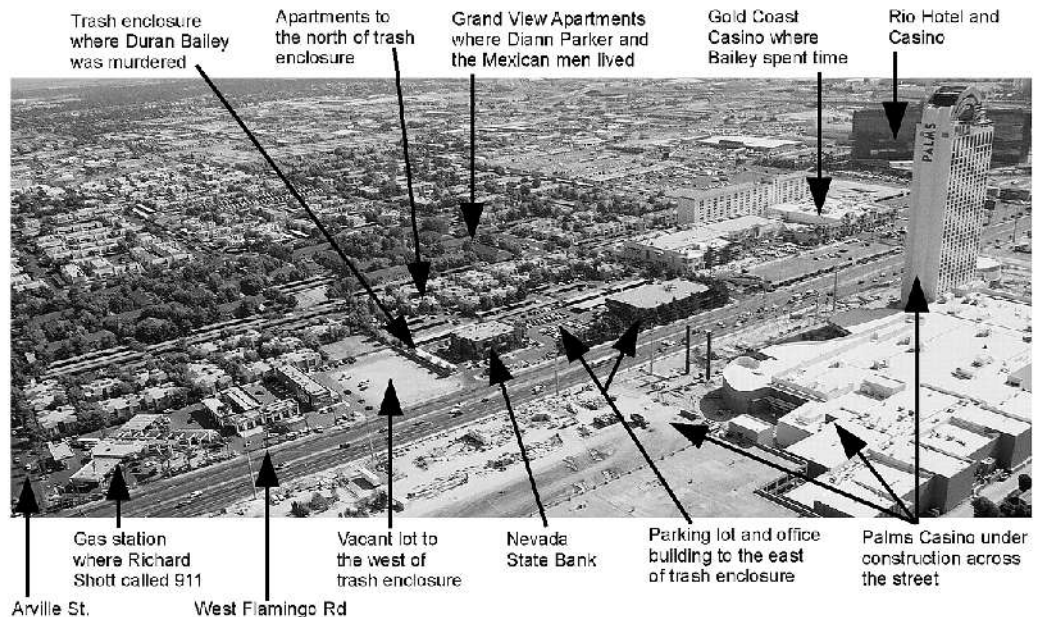 Trash enclosure
where Duran Bailey
was murdered
Apartments to
the north of trash
enclosure
Grand View Apartments
where Diann Parker and
the Mexican men lived
Gold Coast
Casino where
Bailey spent time
Rio Hotel and
Casino
PALMS
Gas station
where Richard
Shott called 911
Vacant lot to
the west of
trash enclosure
Nevada
State Bank
Parking lot and office
building to the east
of trash enclosure
Palms Casino under
construction across
the street
Arville St.
West Flamingo Rd